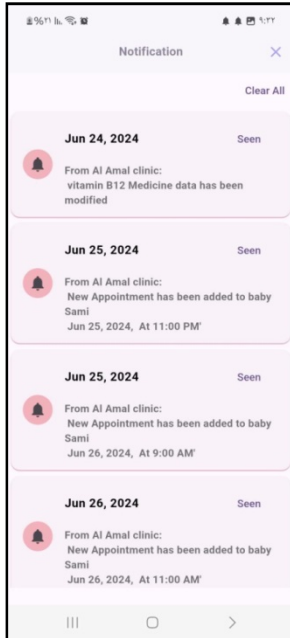 %٢١ ٩:٢٢
Notification
Clear All
Jun 24, 2024 Seen
From Al Amal clinic:
vitamin B12 Medicine data has been
modified
Jun 25, 2024 Seen
From Al Amal clinic:
New Appointment has been added to baby
Sami
Jun 25, 2024, At 11:00 PM'
Jun 25, 2024 Seen
From Al Amal clinic:
New Appointment has been added to baby
Sami
Jun 26, 2024, At 9:00 AM'
Jun 26, 2024 Seen
From Al Amal clinic:
New Appointment has been added to baby
Sami
Jun 26, 2024, At 11:00 AM'